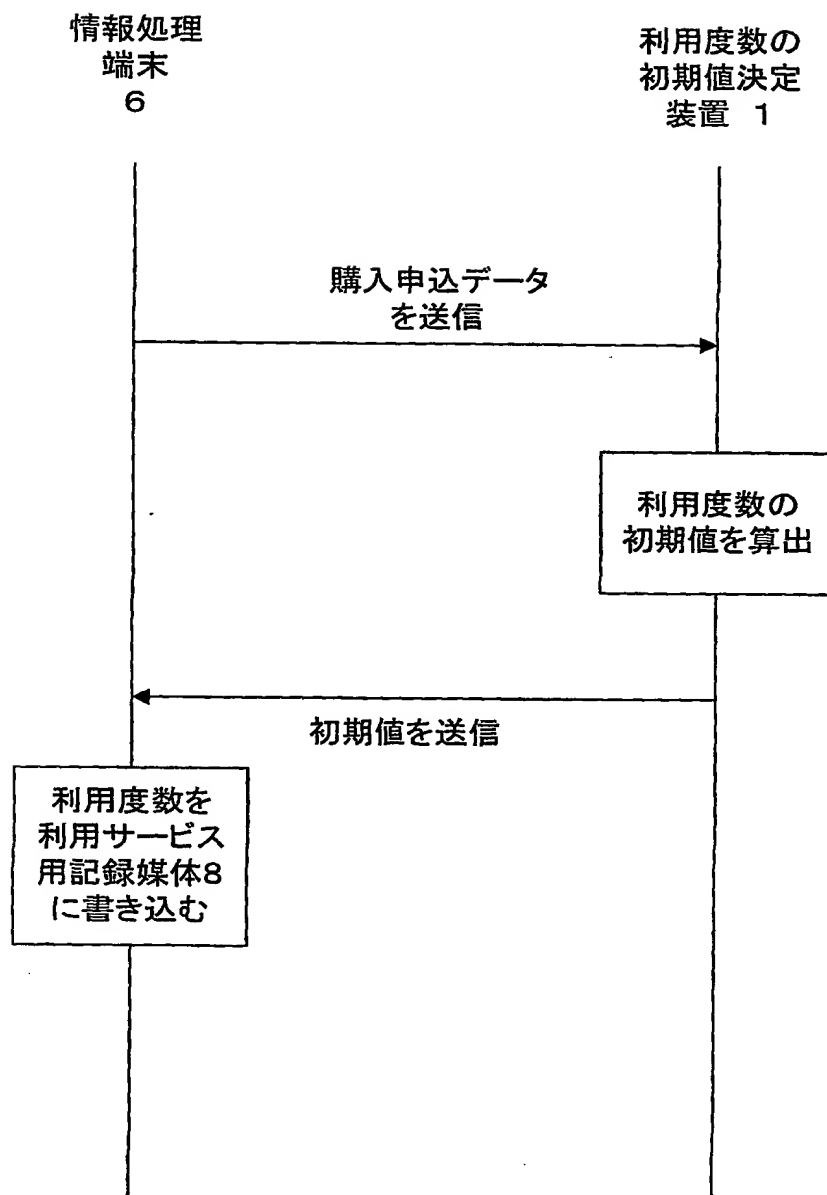 情報処理
端末
6
利用度数の
初期値決定
装置 1
購入申込データ
を送信
利用度数の
初期値を算出
初期値を送信
利用度数を
利用サービス
用記録媒体8
に書き込む